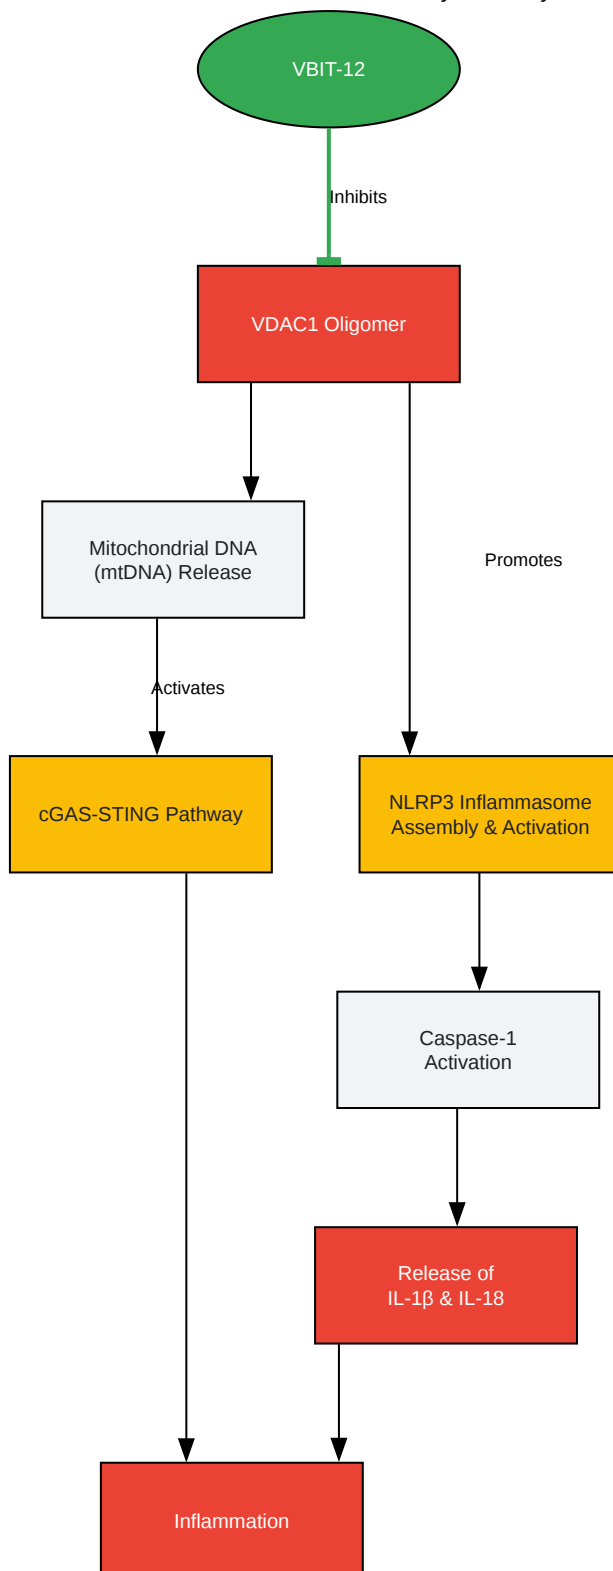 VBIT-12
Inhibits
VDAC1 Oligomer
Mitochondrial DNA
(mtDNA) Release
Promotes
Activates
cGAS-STING Pathway
NLRP3 Inflammasome
Assembly & Activation
Caspase-1
Activation
Release of
IL-1β & IL-18
Inflammation